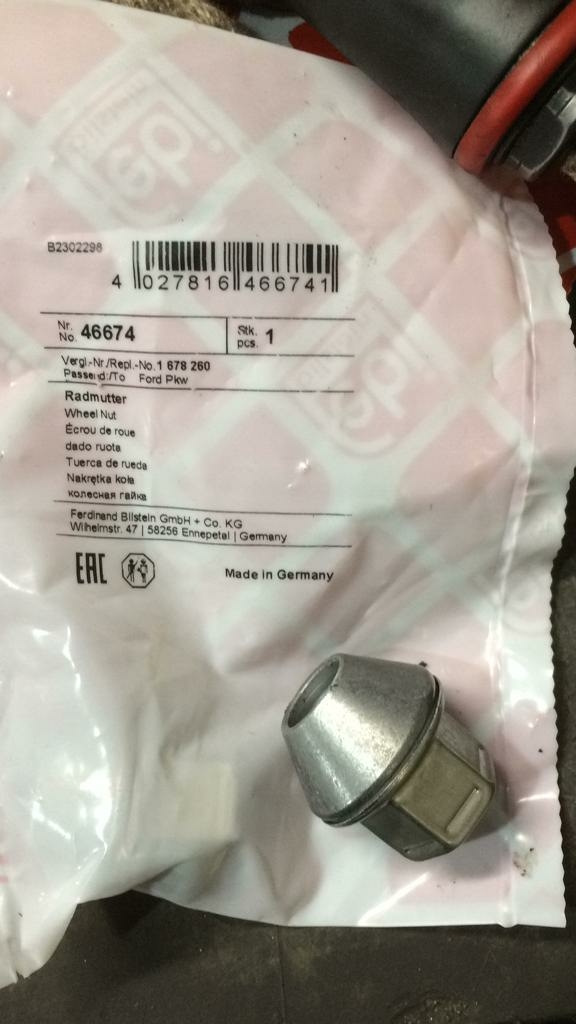 B2302298
4 027816 466741
Nr. No. 46674
Stk. pcs. 1
Vergl.-Nr./Repl.-No. 1 678 260
Passend:/To Ford Pkw
Radmutter
Wheel Nut
Écrou de roue
dado ruota
Tuerca de rueda
Nakrętka koła
колесная гайка
Ferdinand Bilstein GmbH + Co. KG
Wilhelmstr. 47 | 58256 Ennepetal | Germany
EAC
Made in Germany